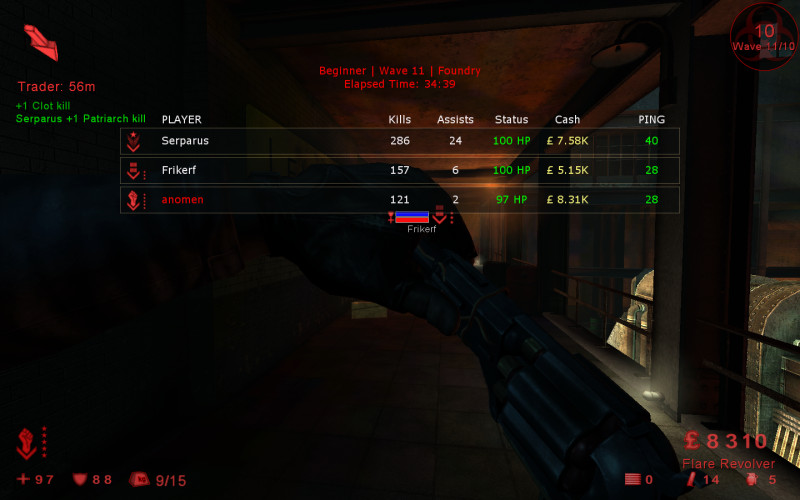 10
Wave 11/10
Beginner | Wave 11 | Foundry
Elapsed Time: 34:39
Trader: 56m
+1 Clot kill
Serparus +1 Patriarch kill
PLAYER Kills Assists Status Cash PING
Serparus 286 24 100 HP £ 7.58K 40
Frikerf 157 6 100 HP £ 5.15K 28
anomen 121 2 97 HP £ 8.31K 28
Frikerf
£ 8310
Flare Revolver
97 88 9/15 0 14 5